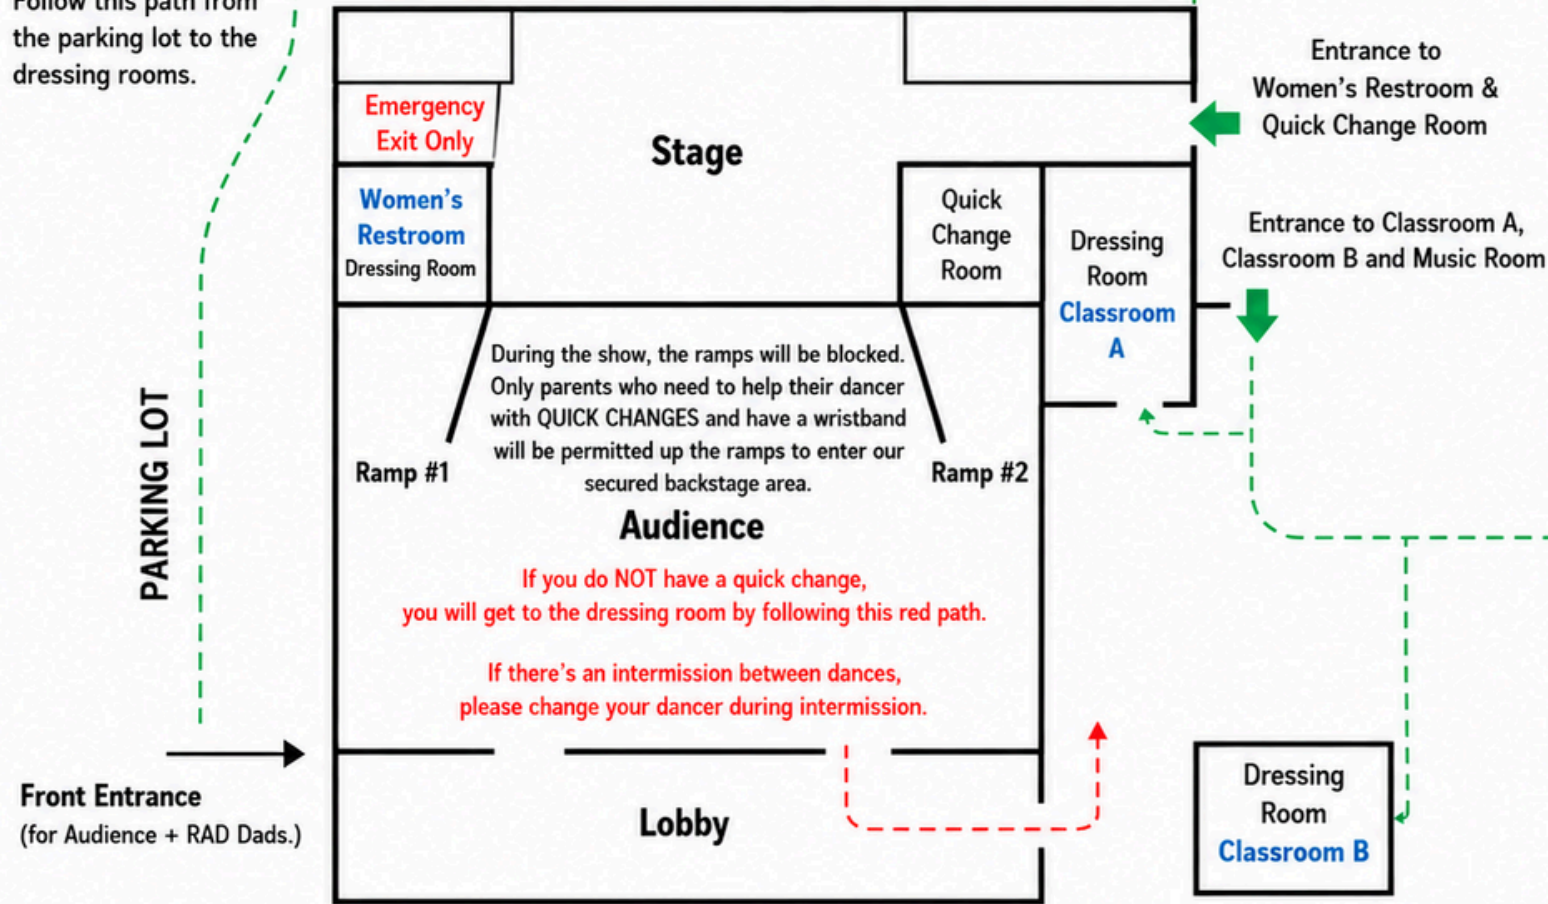 Follow this path from
the parking lot to the
dressing rooms.
Emergency
Exit Only
Stage
Entrance to
Women's Restroom &
Quick Change Room
Women's
Restroom
Dressing Room
Quick
Change
Room
Dressing
Room
Classroom
A
Entrance to Classroom A,
Classroom B and Music Room
During the show, the ramps will be blocked.
Only parents who need to help their dancer
with QUICK CHANGES and have a wristband
will be permitted up the ramps to enter our
secured backstage area.
Ramp #1
Ramp #2
PARKING LOT
Audience
If you do NOT have a quick change,
you will get to the dressing room by following this red path.
If there's an intermission between dances,
please change your dancer during intermission.
Front Entrance
(for Audience + RAD Dads.)
Lobby
Dressing
Room
Classroom B